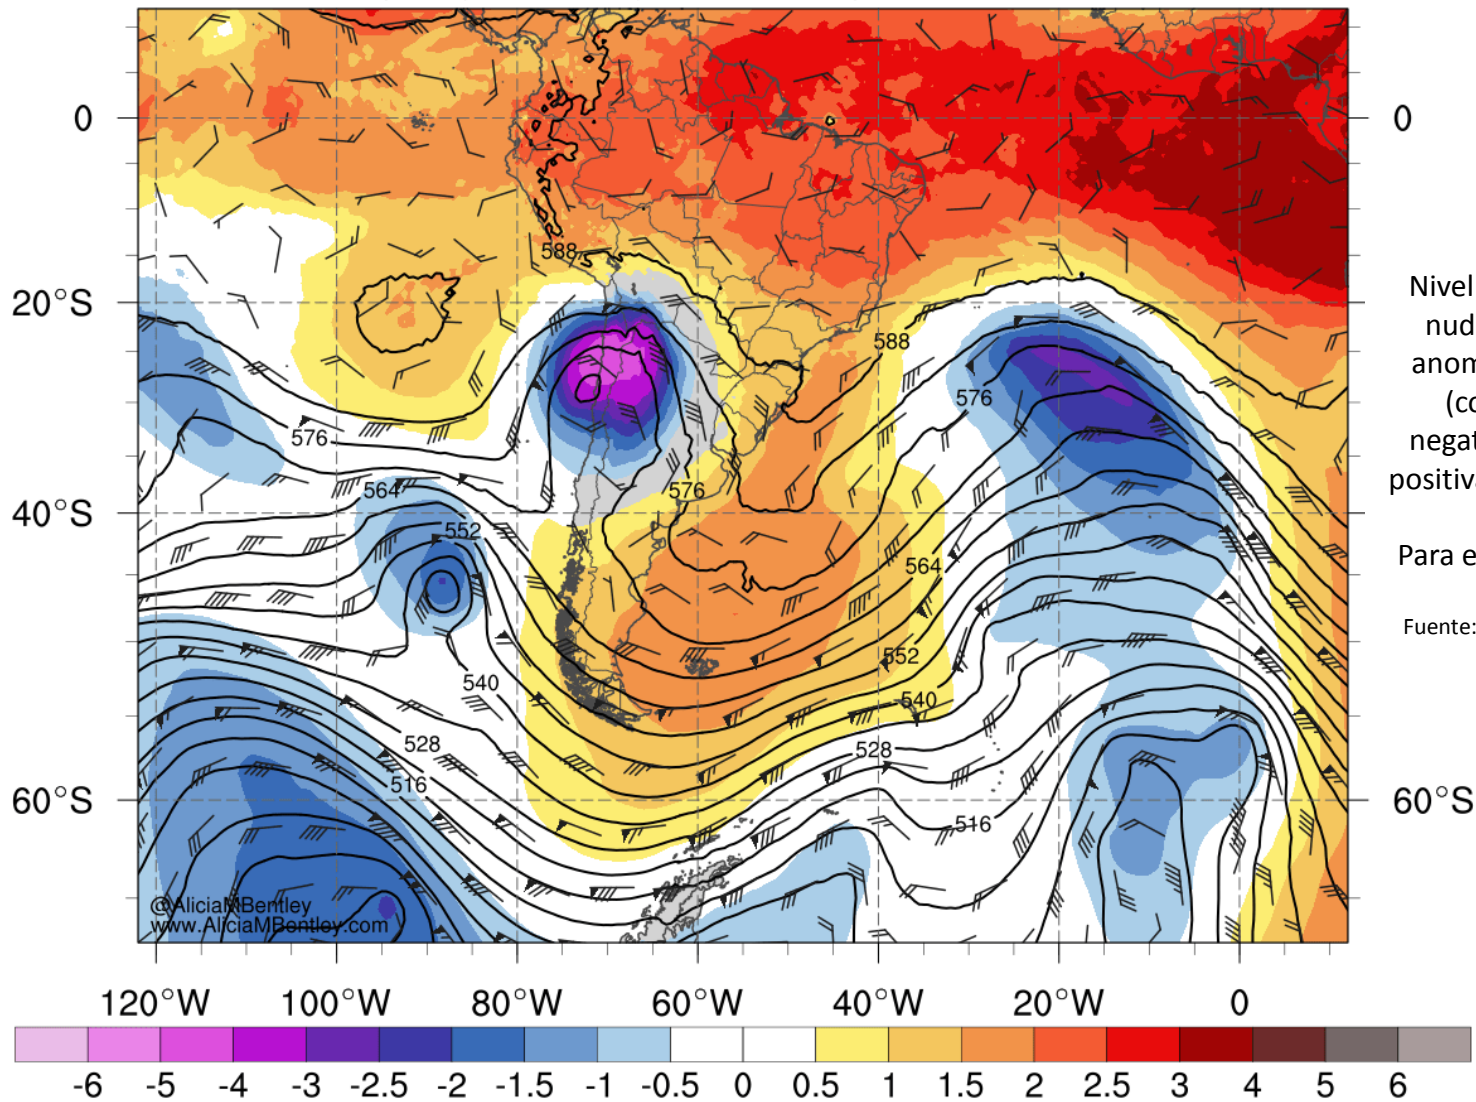 0
0
588
20°S
Nivel
nud
588
anom
576
(co
576
negat
564
576
positiva
40°S
552
Para e
564
Fuente:
552
540
540
528
528
516
516
60°S
60°S
@AliciaMBentley
www.AliciaMBentley.com
120°W 100°W 80°W 60°W 40°W 20°W 0
-6 -5 -4 -3 -2.5 -2 -1.5 -1 -0.5 0 0.5 1 1.5 2 2.5 3 4 5 6